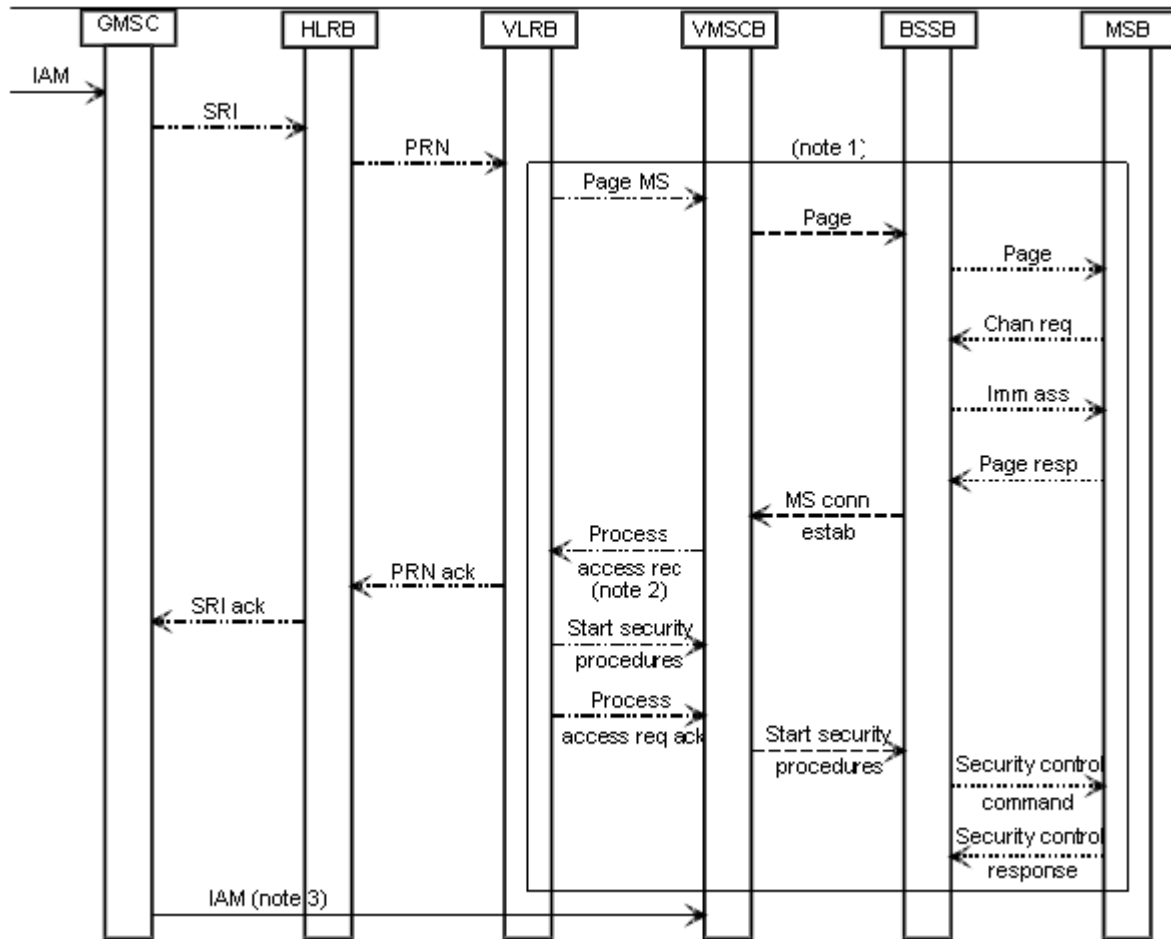 GMSC
HLRB
VLRB
VMSCB
BSSB
MSB
IAM
SRI
PRN
(note 1)
Page MS
Page
Page
Chan req
Imm ass
Page resp
MS conn
estab
Process
access rec
(note 2)
PRN ack
SRI ack
Start security
procedures
Process
access req ack
Start security
procedures
Security control
command
Security control
response
IAM (note 3)